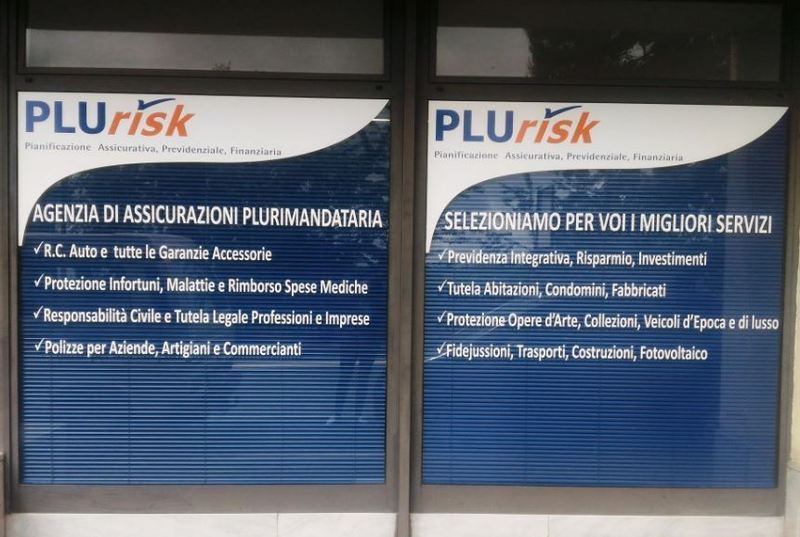 PLUrisk
Pianificazione Assicurativa, Previdenziale, Finanziaria
AGENZIA DI ASSICURAZIONI PLURIMANDATARIA
✓R.C. Auto e tutte le Garanzie Accessorie
✓Protezione Infortuni, Malattie e Rimborso Spese Mediche
✓Responsabilità Civile e Tutela Legale Professioni e Imprese
✓Polizze per Aziende, Artigiani e Commercianti
PLUrisk
Pianificazione Assicurativa, Previdenziale, Finanziaria
SELEZIONIAMO PER VOI I MIGLIORI SERVIZI
✓Previdenza Integrativa, Risparmio, Investimenti
✓Tutela Abitazioni, Condomini, Fabbricati
✓Protezione Opere d'Arte, Collezioni, Veicoli d'Epoca e di lusso
✓Fidejussioni, Trasporti, Costruzioni, Fotovoltaico